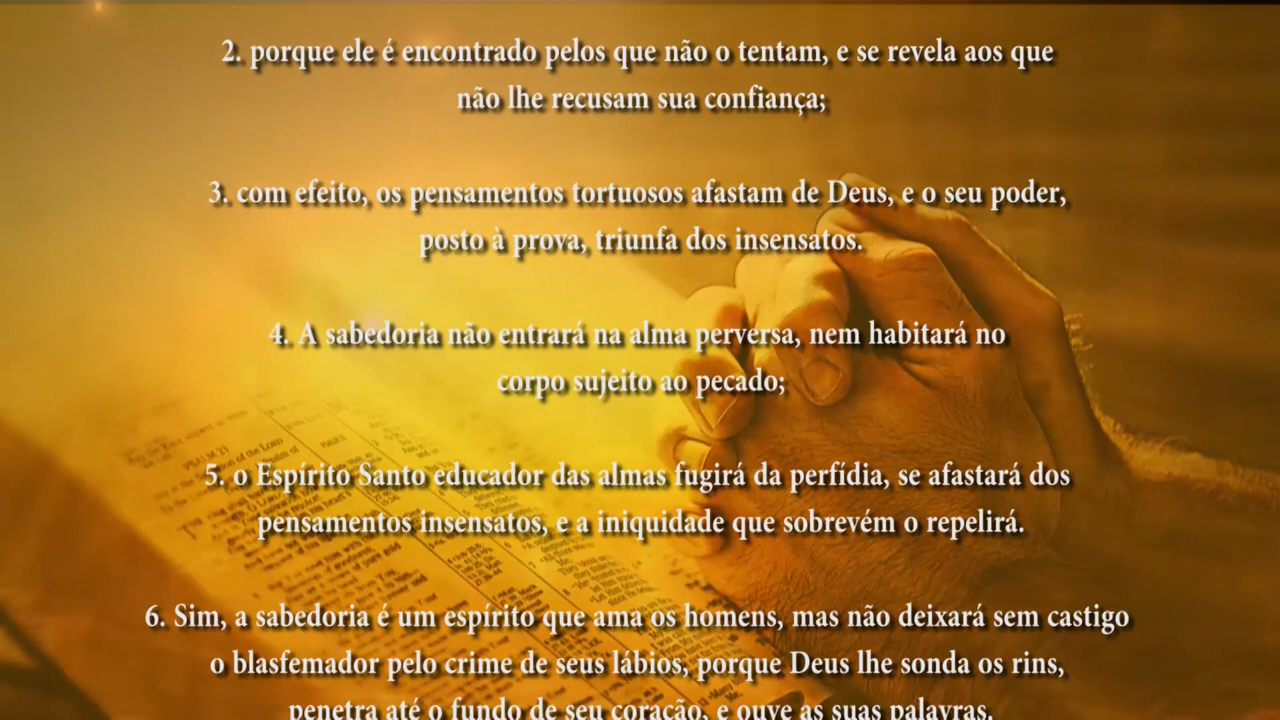 2. porque ele é encontrado pelos que não o tentam, e se revela aos que
não lhe recusam sua confiança;
3. com efeito, os pensamentos tortuosos afastam de Deus, e o seu poder,
posto à prova, triunfa dos insensatos.
4. A sabedoria não entrará na alma perversa, nem habitará no
corpo sujeito ao pecado;
5. o Espírito Santo educador das almas fugirá da perfídia, se afastará dos
pensamentos insensatos, e a iniquidade que sobrevém o repelirá.
6. Sim, a sabedoria é um espírito que ama os homens, mas não deixará sem castigo
o blasfemador pelo crime de seus lábios, porque Deus lhe sonda os rins,
penetra até o fundo de seu coração, e ouve as suas palavras.
PSALM 21